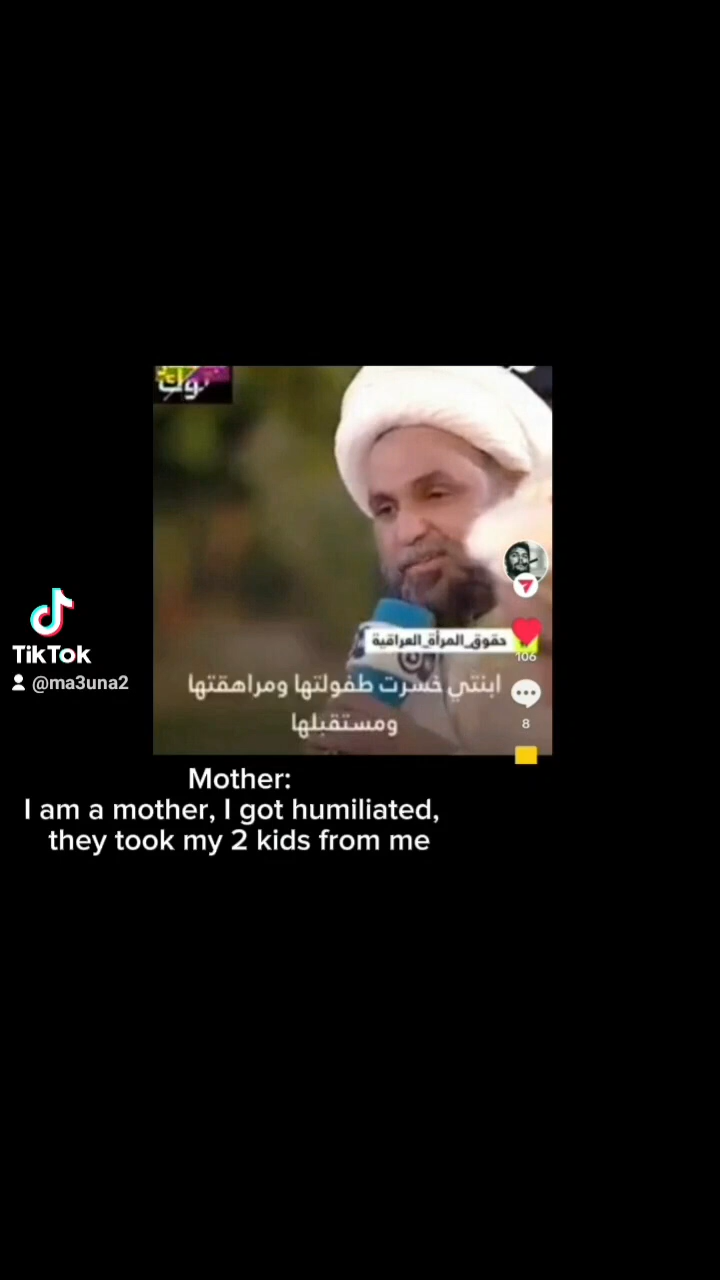 توك
حقوق_المرأة_العراقية
106
ابنتي خسرت طفولتها ومراهقتها
ومستقبلها
8
TikTok
@ma3una2
Mother:
I am a mother, I got humiliated,
they took my 2 kids from me